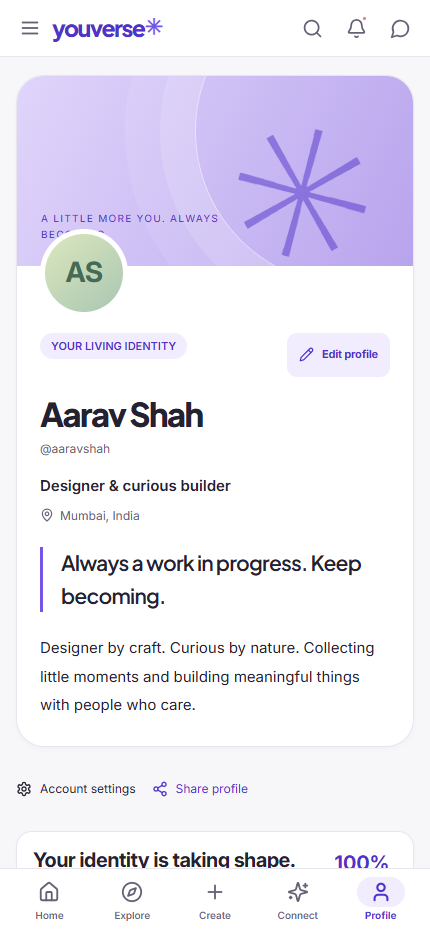 youverse
A LITTLE MORE YOU. ALWAYS
AS
YOUR LIVING IDENTITY
Edit profile
Aarav Shah
@aaravshah
Designer & curious builder
Mumbai, India
Always a work in progress. Keep
becoming.
Designer by craft. Curious by nature. Collecting
little moments and building meaningful things
with people who care.
Account settings
Share profile
Your identity is taking shape.
100%
Home
Explore
Create
Connect
Profile